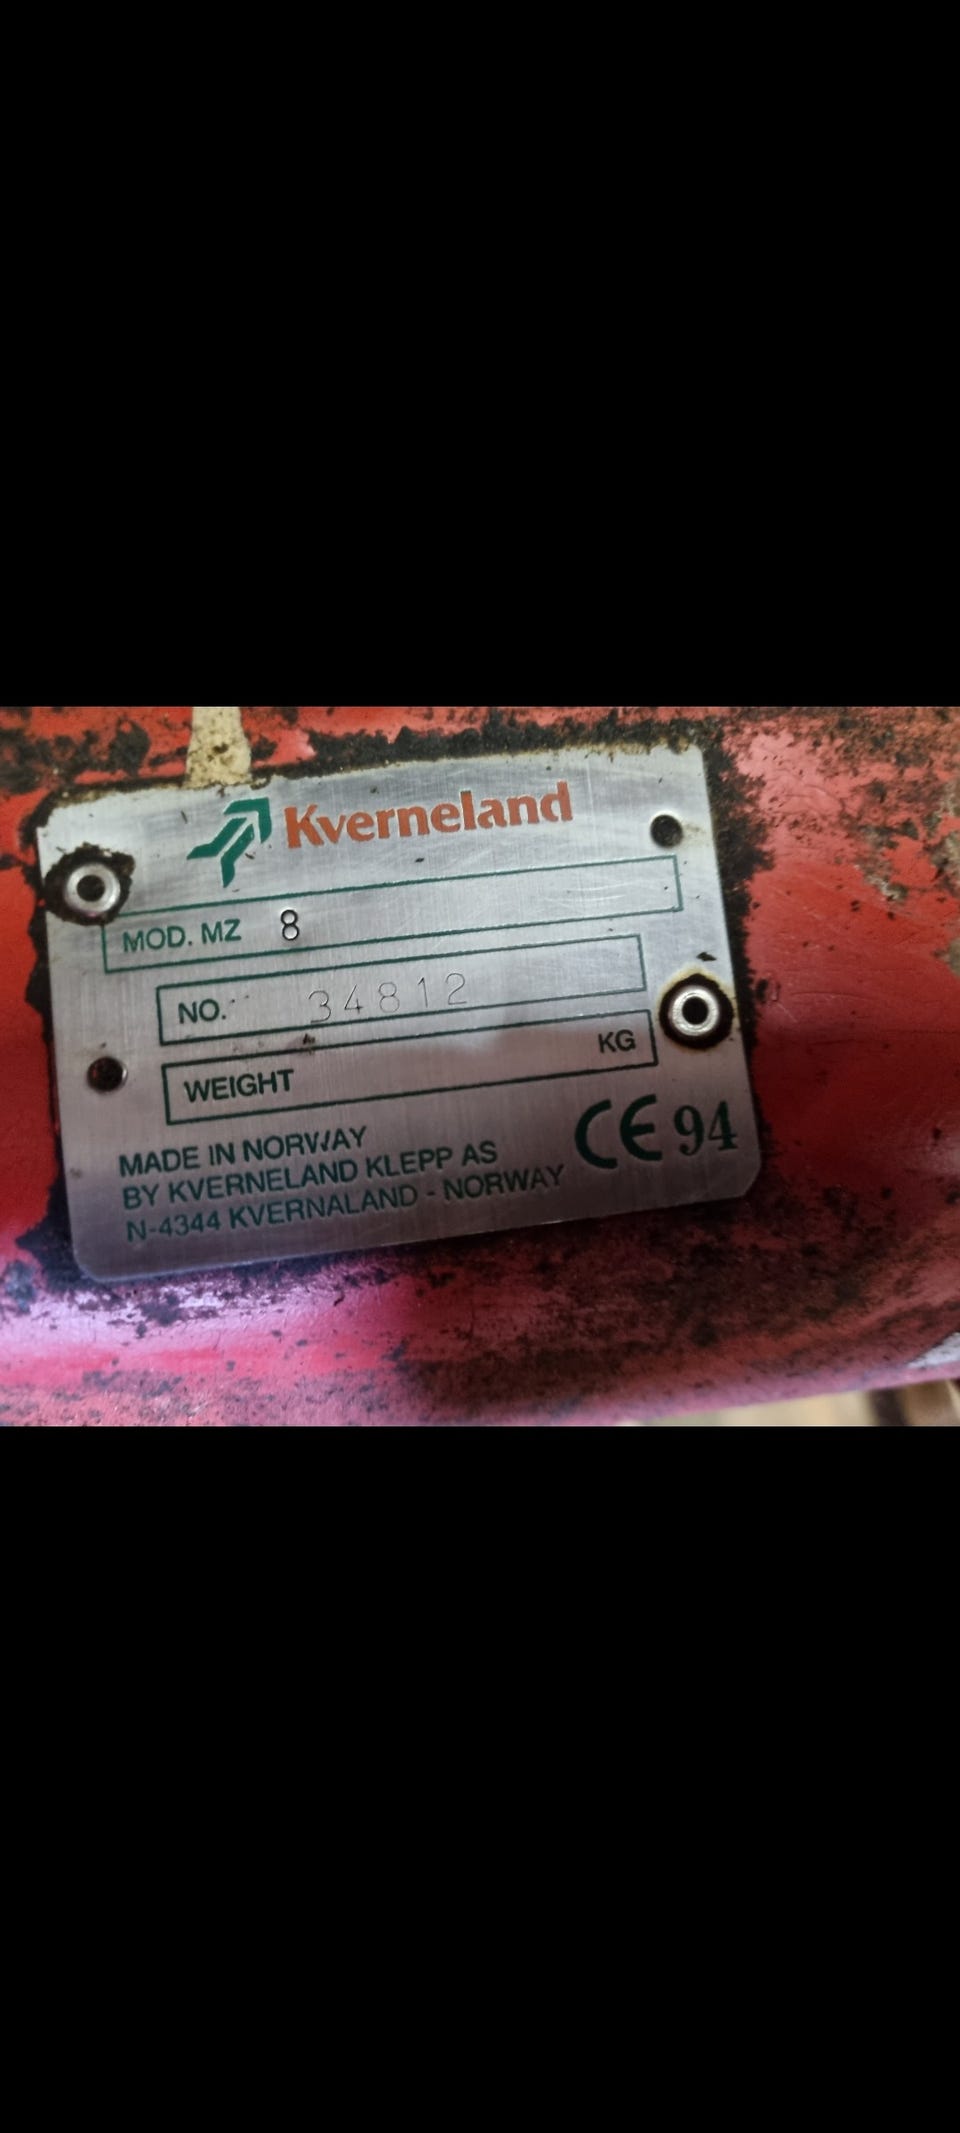 Kverneland
MOD. MZ 8
NO. 34812
WEIGHT KG
MADE IN NORWAY
BY KVERNELAND KLEPP AS
N-4344 KVERNALAND - NORWAY
CE 94